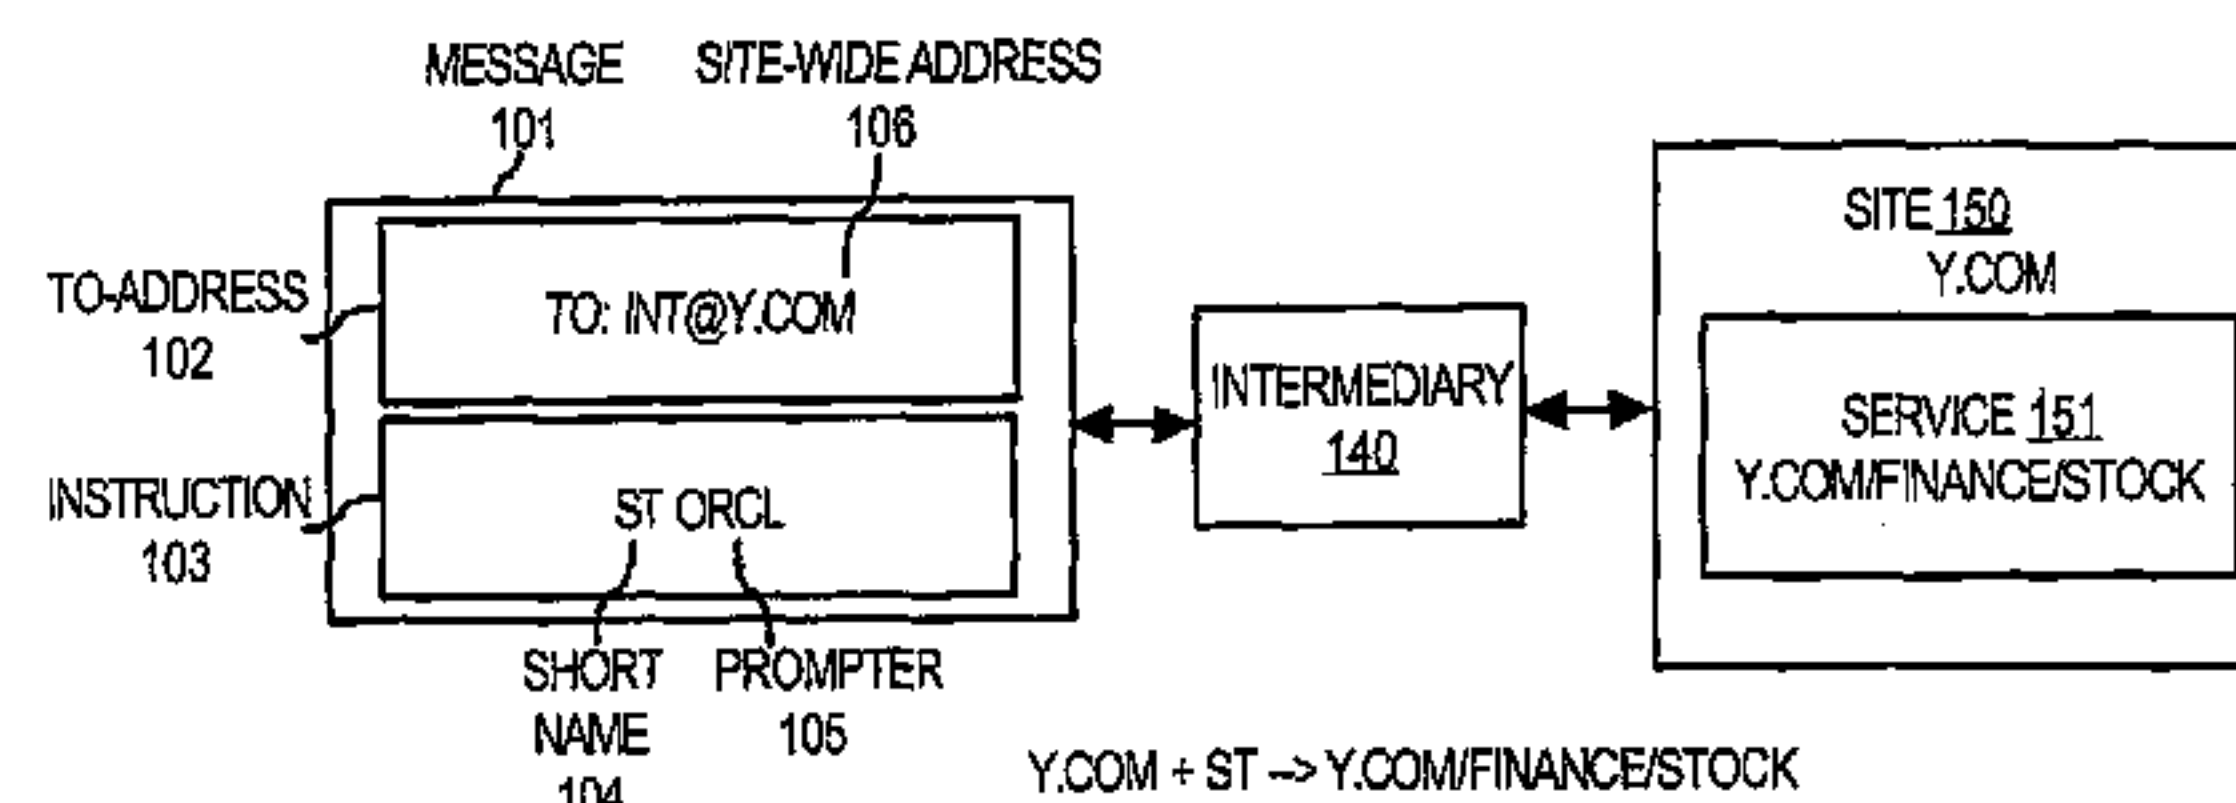 MESSAGE
101
SITE-WIDE ADDRESS
106
TO-ADDRESS
102
TO: INT@Y.COM
INSTRUCTION
103
ST ORCL
SHORT
NAME
104
PROMPTER
105
INTERMEDIARY
140
SITE 150
Y.COM
SERVICE 151
Y.COM/FINANCE/STOCK
Y.COM + ST --> Y.COM/FINANCE/STOCK